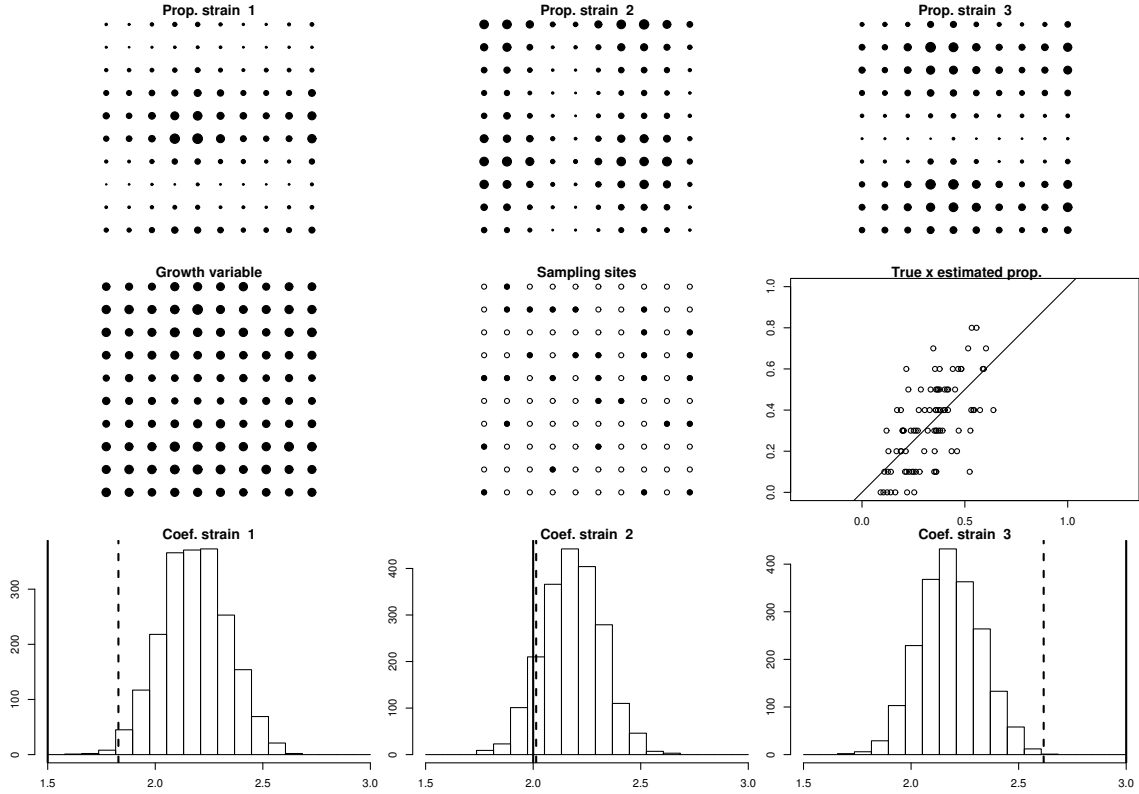 Prop. strain 1
Prop. strain 2
Prop. strain 3
Growth variable
Sampling sites
True x estimated prop.
0.0 0.2 0.4 0.6 0.8 1.0
0.0 0.5 1.0
Coef. strain 1
Coef. strain 2
Coef. strain 3
0 100 200 300
1.5 2.0 2.5 3.0
0 100 200 300 400
1.5 2.0 2.5 3.0
0 100 200 300 400
1.5 2.0 2.5 3.0